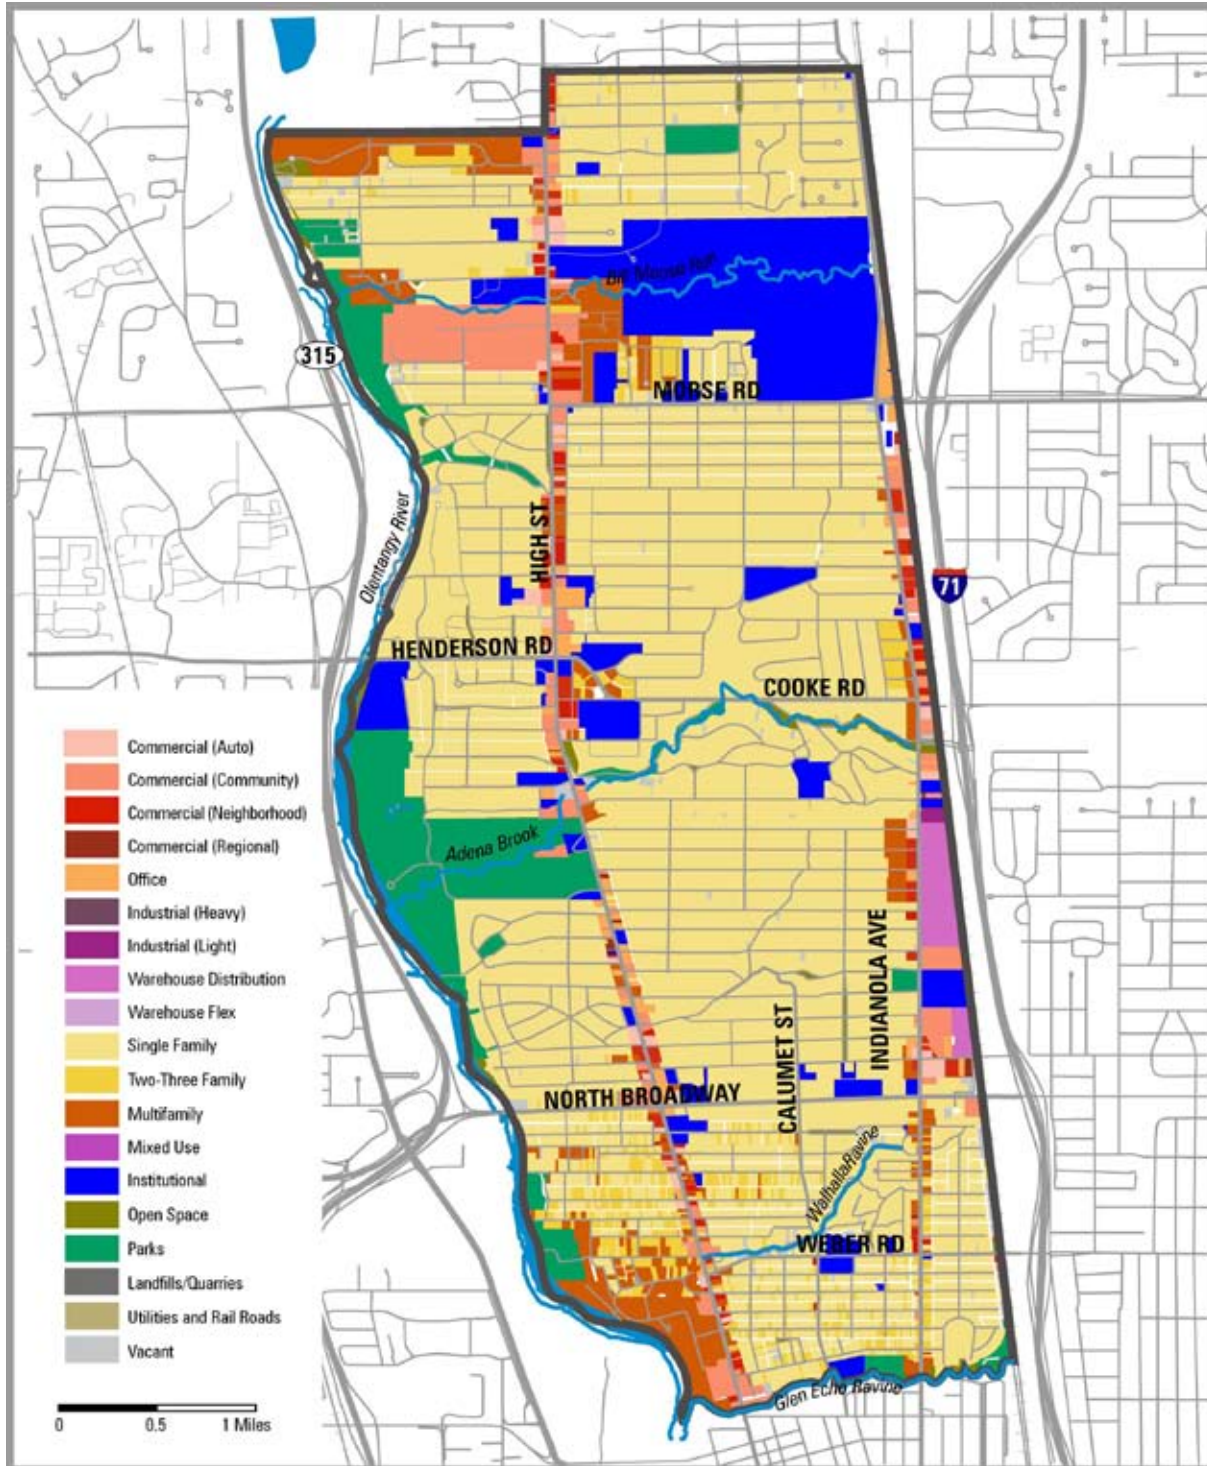 Big Moose Run
315
MORSE RD
Olentangy River
HIGH ST
71
HENDERSON RD
COOKE RD
Commercial (Auto)
Commercial (Community)
Commercial (Neighborhood)
Commercial (Regional)
Office
Industrial (Heavy)
Industrial (Light)
Warehouse Distribution
Warehouse Flex
Single Family
Two-Three Family
Multifamily
Mixed Use
Institutional
Open Space
Parks
Landfills/Quarries
Utilities and Rail Roads
Vacant
Adena Brook
INDIANOLA AVE
CALUMET ST
NORTH BROADWAY
Walhalla Ravine
WEBER RD
Glen Echo Ravine
0 0.5 1 Miles